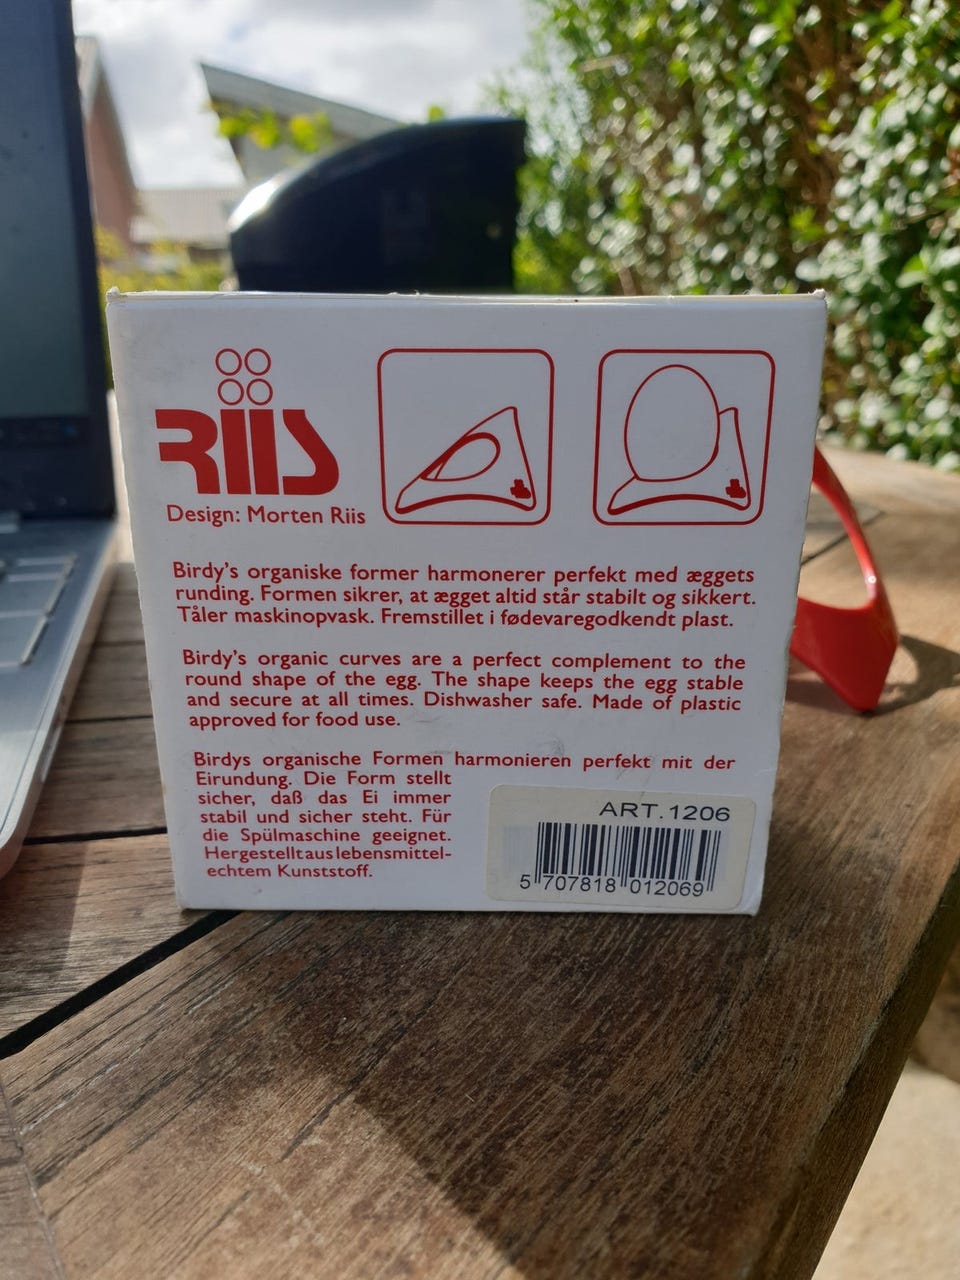 Riis
Design: Morten Riis
Birdy's organiske former harmonerer perfekt med æggets
runding. Formen sikrer, at ægget altid står stabilt og sikkert.
Tåler maskinopvask. Fremstillet i fødevaregodkendt plast.
Birdy's organic curves are a perfect complement to the
round shape of the egg. The shape keeps the egg stable
and secure at all times. Dishwasher safe. Made of plastic
approved for food use.
Birdys organische Formen harmonieren perfekt mit der
Eirundung. Die Form stellt
sicher, daß das Ei immer
stabil und sicher steht. Für
die Spülmaschine geeignet.
Hergestellt aus lebensmittel-
echtem Kunststoff.
ART.1206
5 707818 012069